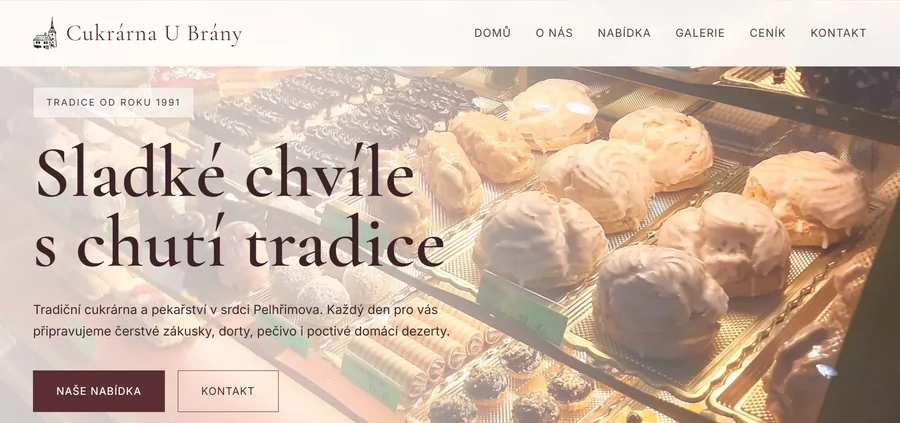 Cukrárna U Brány
DOMŮ
O NÁS
NABÍDKA
GALERIE
CENÍK
KONTAKT
TRADICE OD ROKU 1991
Sladké chvíle
s chutí tradice
Tradiční cukrárna a pekařství v srdci Pelhřimova. Každý den pro vás
připravujeme čerstvé zákusky, dorty, pečivo i poctivé domácí dezerty.
NAŠE NABÍDKA
KONTAKT